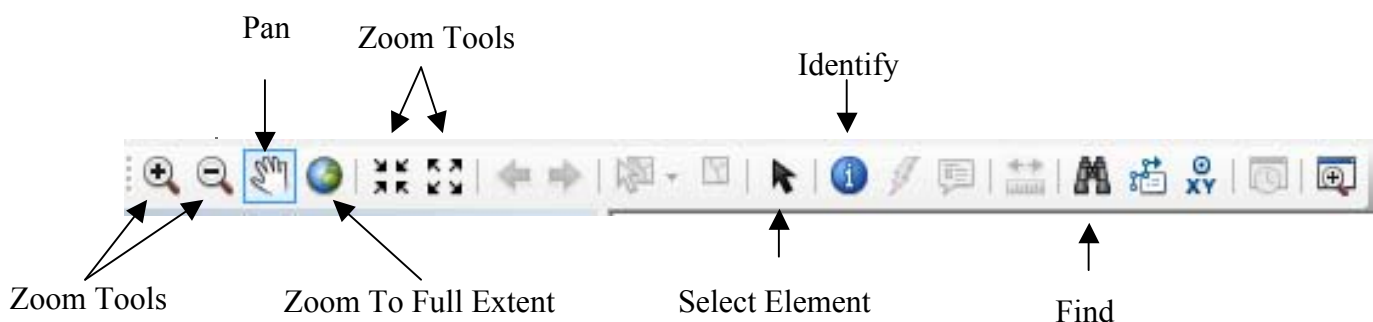 Pan
Zoom Tools
Identify
XY
Zoom Tools
Zoom To Full Extent
Select Element
Find